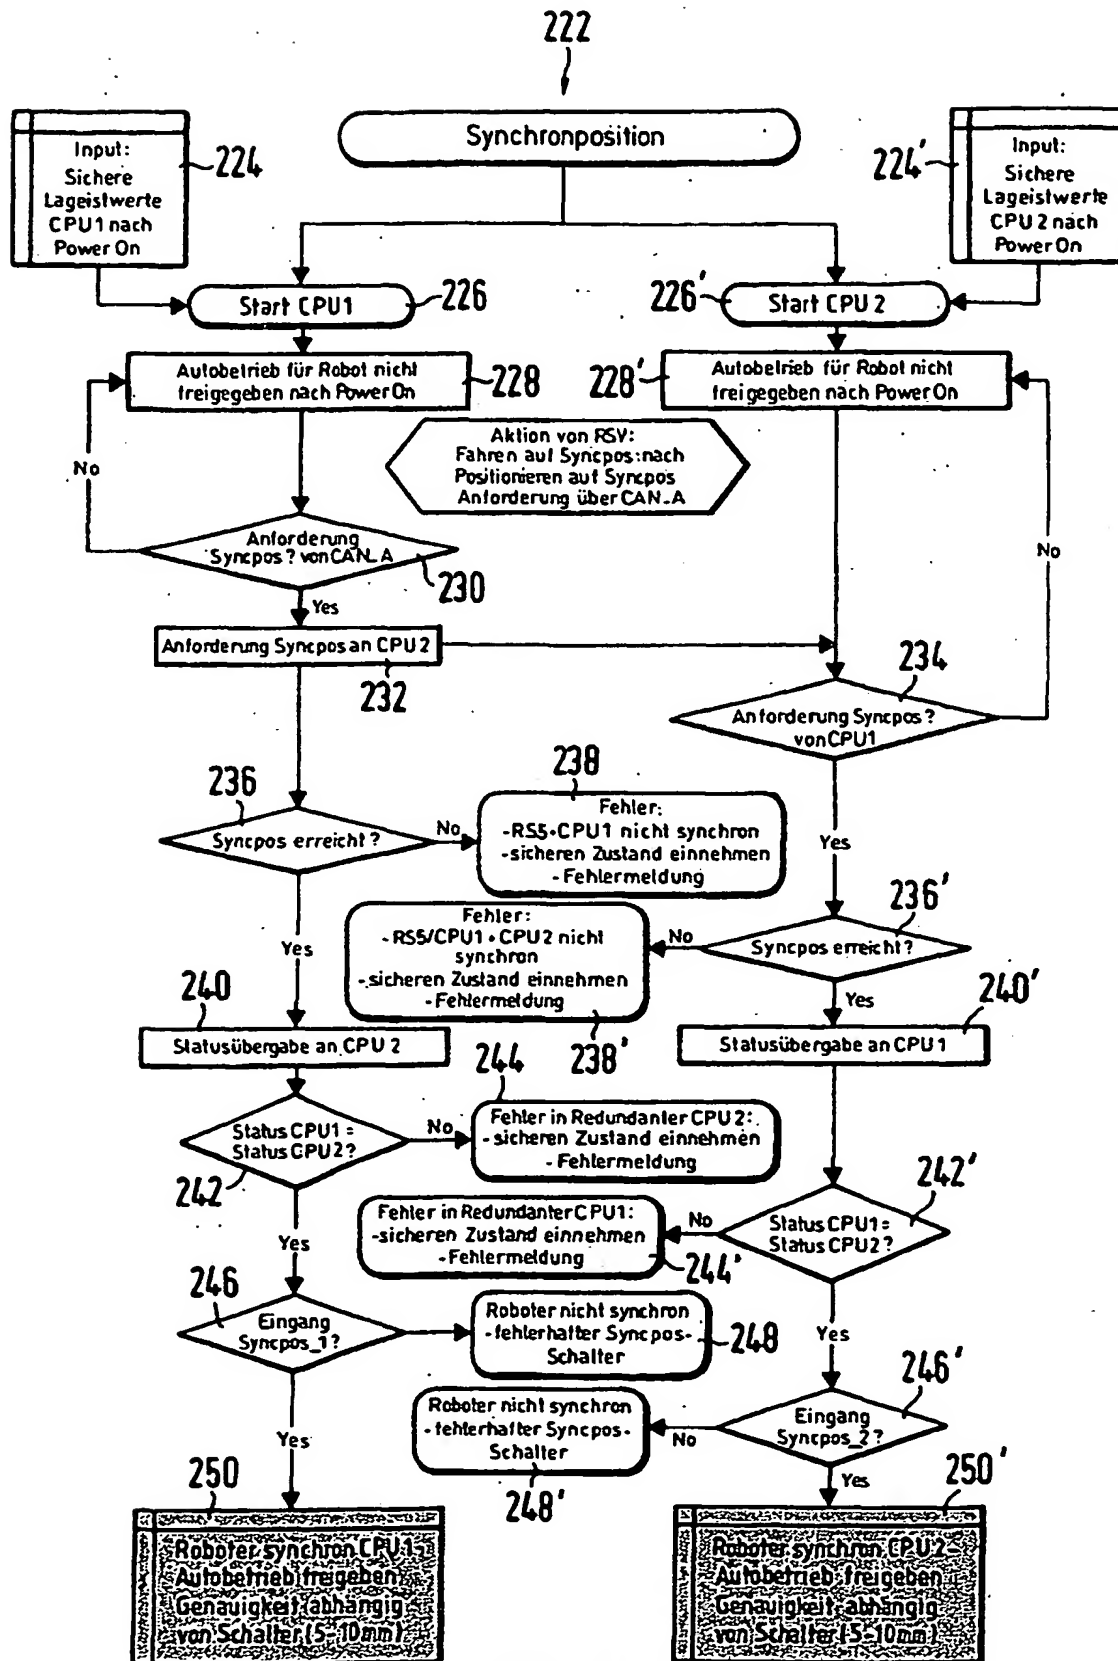 222
Synchronposition
Input:
Sichere
Lageistwerte
CPU1 nach
Power On
224
224'
Input:
Sichere
Lageistwerte
CPU 2 nach
Power On
Start CPU1
226
226'
Start CPU 2
Autobetrieb für Robot nicht
freigegeben nach Power On
228
228'
Autobetrieb für Robot nicht
freigegeben nach Power On
Aktion von RSV:
Fahren auf Syncpos:nach
Positionieren auf Syncpos
Anforderung über CAN_A
No
No
Anforderung
Syncpos? von CAN_A
230
Yes
Anforderung Syncpos an CPU 2
232
234
Anforderung Syncpos?
von CPU1
236
Syncpos erreicht?
No
238
Fehler:
-RS5+CPU1 nicht synchron
-sicheren Zustand einnehmen
-Fehlermeldung
Yes
236'
Syncpos erreicht?
No
Fehler:
-RS5/CPU1+CPU2 nicht
synchron
-sicheren Zustand einnehmen
-Fehlermeldung
238'
Yes
Yes
240
Statusübergabe an CPU 2
240'
Statusübergabe an CPU 1
Status CPU1=
Status CPU2?
242
No
244
Fehler in Redundanter CPU 2:
-sicheren Zustand einnehmen
-Fehlermeldung
242'
Status CPU1=
Status CPU2?
No
Fehler in Redundanter CPU1:
-sicheren Zustand einnehmen
-Fehlermeldung
244'
Yes
Yes
246
Eingang
Syncpos_1?
Roboter nicht synchron
-fehlerhafter Syncpos-
Schalter
248
246'
Eingang
Syncpos_2?
No
Roboter nicht synchron
-fehlerhafter Syncpos-
Schalter
248'
Yes
Yes
250
Roboter synchron CPU 1-
Autobetrieb freigeben
Genauigkeit abhängig
von Schalter (5-10mm)
250'
Roboter synchron CPU 2-
Autobetrieb freigeben
Genauigkeit abhängig
von Schalter (5-10mm)